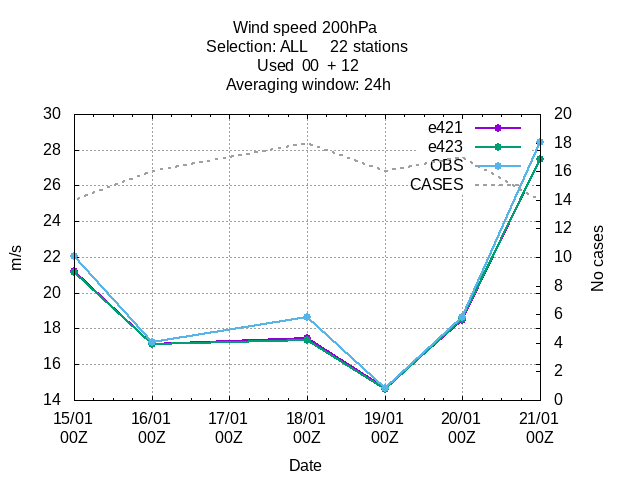 Wind speed 200hPa
Selection: ALL     22 stations
Used  00  + 12
Averaging window: 24h
30 20
28 18
26 16
24 14
22 12
20 10
18 8
16 6
14 4
2
0
e421
e423
OBS
CASES
m/s
No cases
15/01 16/01 17/01 18/01 19/01 20/01 21/01
00Z 00Z 00Z 00Z 00Z 00Z 00Z
Date